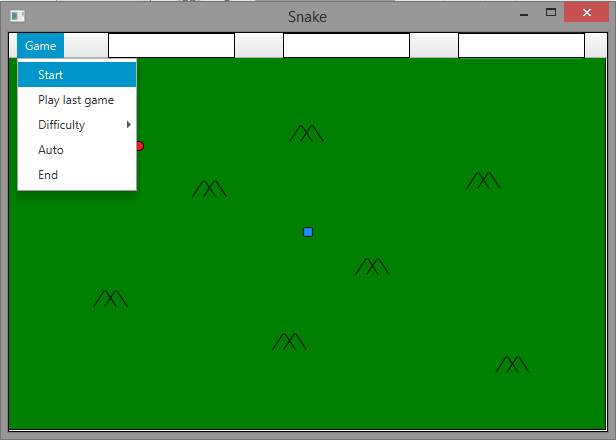 Snake
Game
Start
Play last game
Difficulty
Auto
End